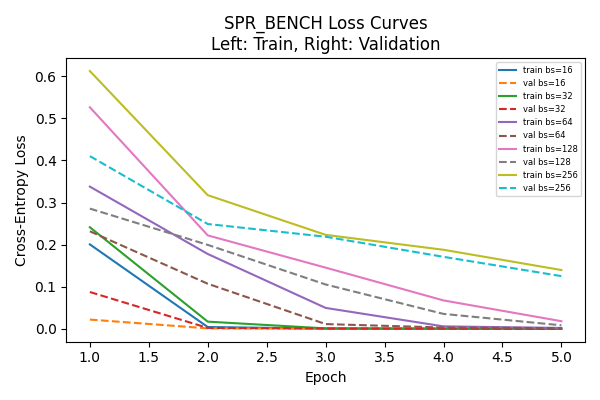 SPR_BENCH Loss Curves
Left: Train, Right: Validation
Cross-Entropy Loss
0.6
0.5
0.4
0.3
0.2
0.1
0.0
train bs=16
val bs=16
train bs=32
val bs=32
train bs=64
val bs=64
train bs=128
val bs=128
train bs=256
val bs=256
1.0 1.5 2.0 2.5 3.0 3.5 4.0 4.5 5.0
Epoch